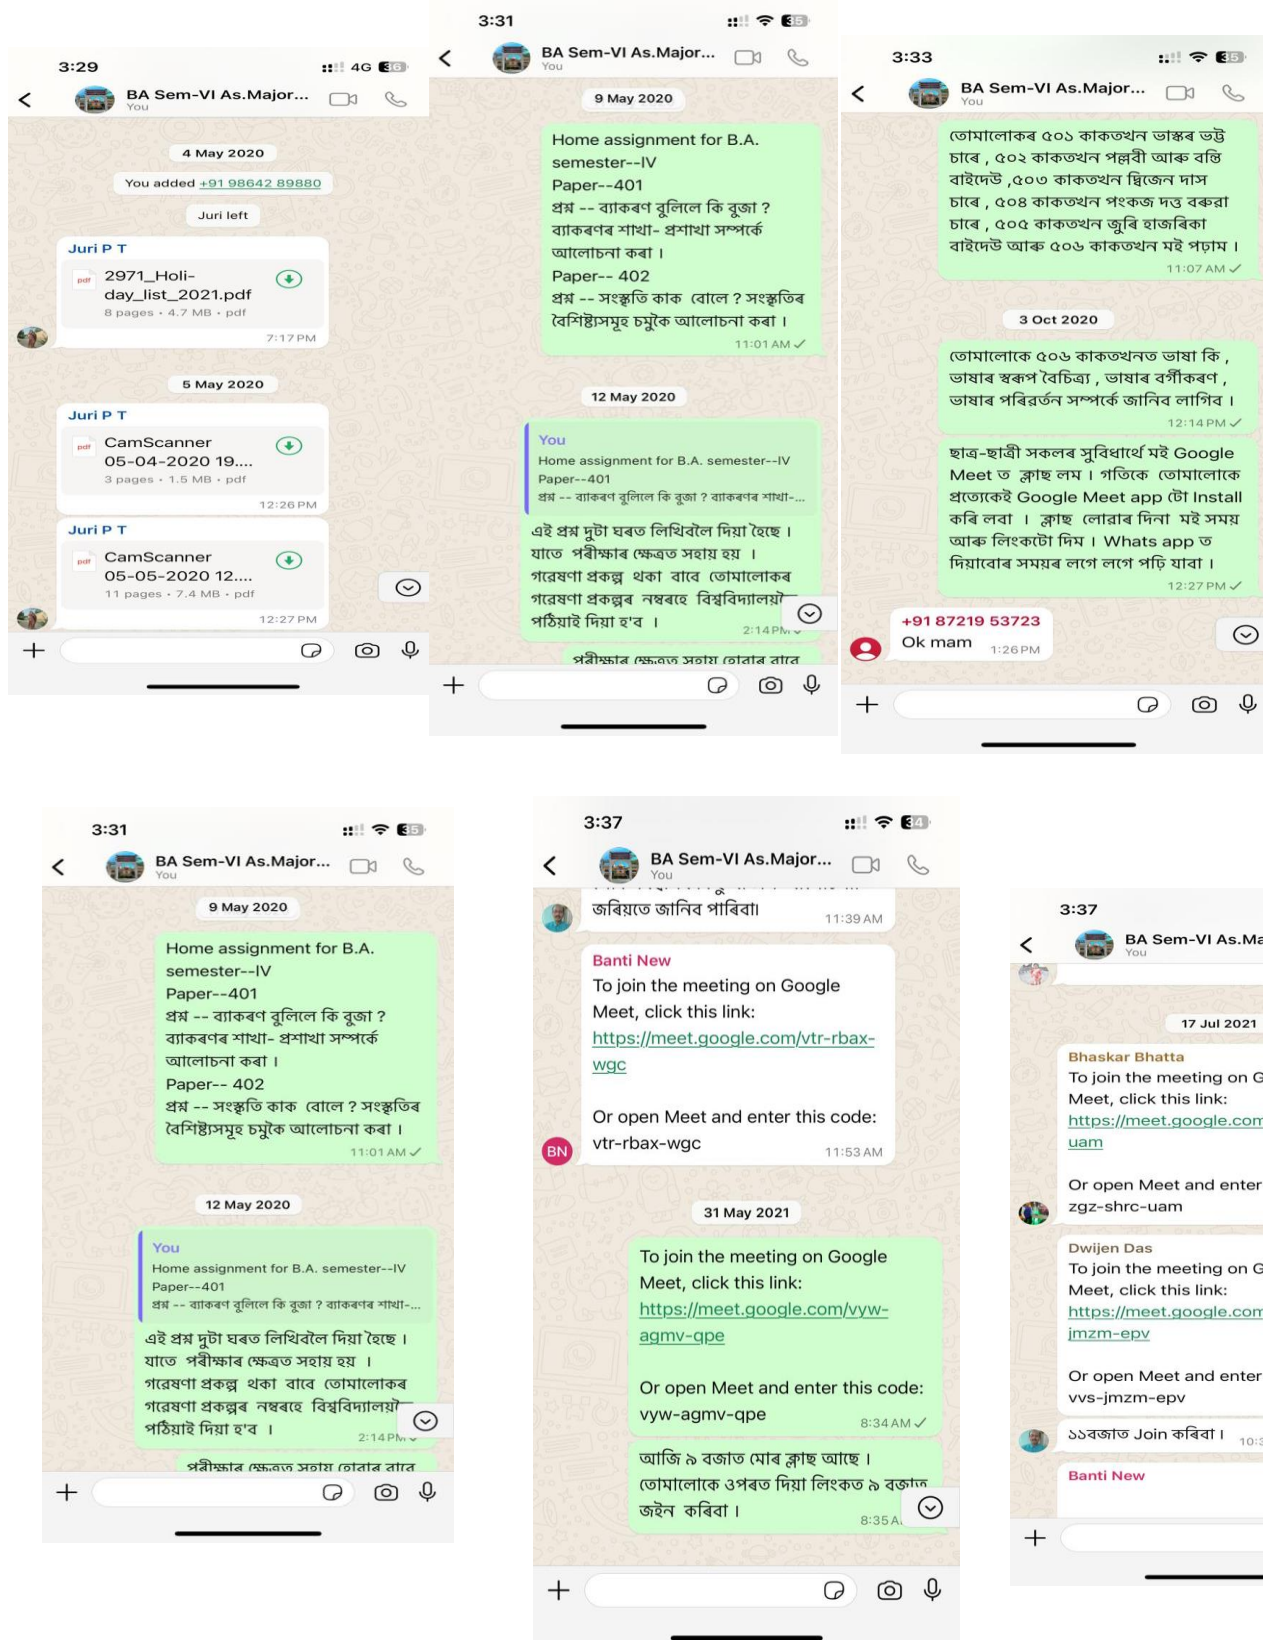 3:29
4G 36
BA Sem-VI As.Major...
You
4 May 2020
You added +91 98642 89880
Juri left
Juri P T
pdf
2971_Holi-
day_list_2021.pdf
8 pages • 4.7 MB • pdf
7:17 PM
5 May 2020
Juri P T
pdf
CamScanner
05-04-2020 19....
3 pages • 1.5 MB • pdf
12:26 PM
Juri P T
pdf
CamScanner
05-05-2020 12....
11 pages • 7.4 MB • pdf
12:27 PM
3:31
35
BA Sem-VI As.Major...
You
9 May 2020
Home assignment for B.A.
semester--IV
Paper--401
প্ৰশ্ন -- ব্যাকৰণ বুলিলে কি বুজা ?
ব্যাকৰণৰ শাখা- প্ৰশাখা সম্পৰ্কে
আলোচনা কৰা ।
Paper-- 402
প্ৰশ্ন -- সংস্কৃতি কাক বোলে ? সংস্কৃতিৰ
বৈশিষ্ট্যসমূহ চমুকৈ আলোচনা কৰা ।
11:01 AM
12 May 2020
You
Home assignment for B.A. semester--IV
Paper--401
প্ৰশ্ন -- ব্যাকৰণ বুলিলে কি বুজা ? ব্যাকৰণৰ শাখা-...
এই প্ৰশ্ন দুটা ঘৰত লিখিবলৈ দিয়া হৈছে ।
যাতে পৰীক্ষাৰ ক্ষেত্ৰত সহায় হয় ।
গৱেষণা প্ৰকল্প থকা বাবে তোমালোকৰ
গৱেষণা প্ৰকল্পৰ নম্বৰহে বিশ্ববিদ্যালয়লৈ
পঠিয়াই দিয়া হ'ব ।
2:14 PM
পৰীক্ষাৰ ক্ষেত্ৰত সহায় হোৱাৰ বাবে
3:33
35
BA Sem-VI As.Major...
You
তোমালোকৰ ৫০১ কাকতখন ভাস্কৰ ভট্ট
চাৰে , ৫০২ কাকতখন পল্লবী আৰু বন্তি
বাইদেউ ,৫০৩ কাকতখন দ্বিজেন দাস
চাৰে , ৫০৪ কাকতখন পংকজ দত্ত বৰুৱা
চাৰে , ৫০৫ কাকতখন জুৰি হাজৰিকা
বাইদেউ আৰু ৫০৬ কাকতখন মই পঢ়াম ।
11:07 AM
3 Oct 2020
তোমালোকে ৫০৬ কাকতখনত ভাষা কি ,
ভাষাৰ স্বৰূপ বৈচিত্ৰ্য , ভাষাৰ বৰ্গীকৰণ ,
ভাষাৰ পৰিৱৰ্তন সম্পৰ্কে জানিব লাগিব ।
12:14 PM
ছাত্ৰ-ছাত্ৰী সকলৰ সুবিধাৰ্থে মই Google
Meet ত ক্লাছ লম । গতিকে তোমালোকে
প্ৰত্যেকেই Google Meet app টো Install
কৰি লবা । ক্লাছ লোৱাৰ দিনা মই সময়
আৰু লিংকটো দিম । Whats app ত
দিয়াবোৰ সময়ৰ লগে লগে পঢ়ি যাবা ।
12:27 PM
+91 87219 53723
Ok mam
1:26 PM
3:31
35
BA Sem-VI As.Major...
You
9 May 2020
Home assignment for B.A.
semester--IV
Paper--401
প্ৰশ্ন -- ব্যাকৰণ বুলিলে কি বুজা ?
ব্যাকৰণৰ শাখা- প্ৰশাখা সম্পৰ্কে
আলোচনা কৰা ।
Paper-- 402
প্ৰশ্ন -- সংস্কৃতি কাক বোলে ? সংস্কৃতিৰ
বৈশিষ্ট্যসমূহ চমুকৈ আলোচনা কৰা ।
11:01 AM
12 May 2020
You
Home assignment for B.A. semester--IV
Paper--401
প্ৰশ্ন -- ব্যাকৰণ বুলিলে কি বুজা ? ব্যাকৰণৰ শাখা-...
এই প্ৰশ্ন দুটা ঘৰত লিখিবলৈ দিয়া হৈছে ।
যাতে পৰীক্ষাৰ ক্ষেত্ৰত সহায় হয় ।
গৱেষণা প্ৰকল্প থকা বাবে তোমালোকৰ
গৱেষণা প্ৰকল্পৰ নম্বৰহে বিশ্ববিদ্যালয়লৈ
পঠিয়াই দিয়া হ'ব ।
2:14 PM
পৰীক্ষাৰ ক্ষেত্ৰত সহায় হোৱাৰ বাবে
3:37
34
BA Sem-VI As.Major...
You
জৰিয়তে জানিব পাৰিবা।
11:39 AM
Banti New
To join the meeting on Google
Meet, click this link:
https://meet.google.com/vtr-rbax-
wgc
Or open Meet and enter this code:
vtr-rbax-wgc
BN
11:53 AM
31 May 2021
To join the meeting on Google
Meet, click this link:
https://meet.google.com/vyw-
agmv-qpe
Or open Meet and enter this code:
vyw-agmv-qpe
8:34 AM
আজি ৯ বজাত মোৰ ক্লাছ আছে ।
তোমালোকে ওপৰত দিয়া লিংকত ৯ বজাত
জইন কৰিবা ।
8:35 A
3:37
BA Sem-VI As.Ma
You
17 Jul 2021
Bhaskar Bhatta
To join the meeting on G
Meet, click this link:
https://meet.google.com
uam
Or open Meet and enter
zgz-shrc-uam
Dwijen Das
To join the meeting on G
Meet, click this link:
https://meet.google.com
jmzm-epv
Or open Meet and enter
vvs-jmzm-epv
১১বজাত Join কৰিবা ।
10:3
Banti New